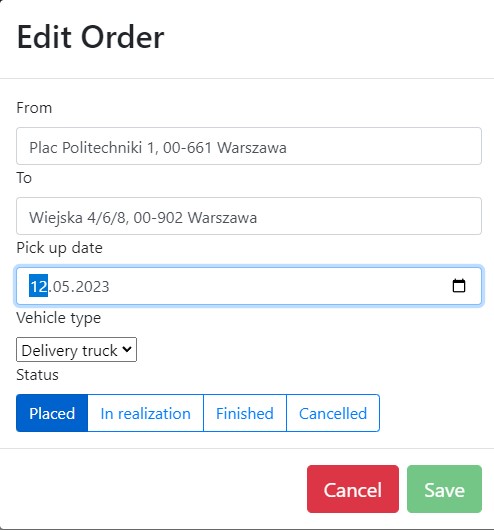 Edit Order
From
Plac Politechniki 1, 00-661 Warszawa
To
Wiejska 4/6/8, 00-902 Warszawa
Pick up date
12.05.2023
Vehicle type
Delivery truck
Status
Placed In realization Finished Cancelled
Cancel Save